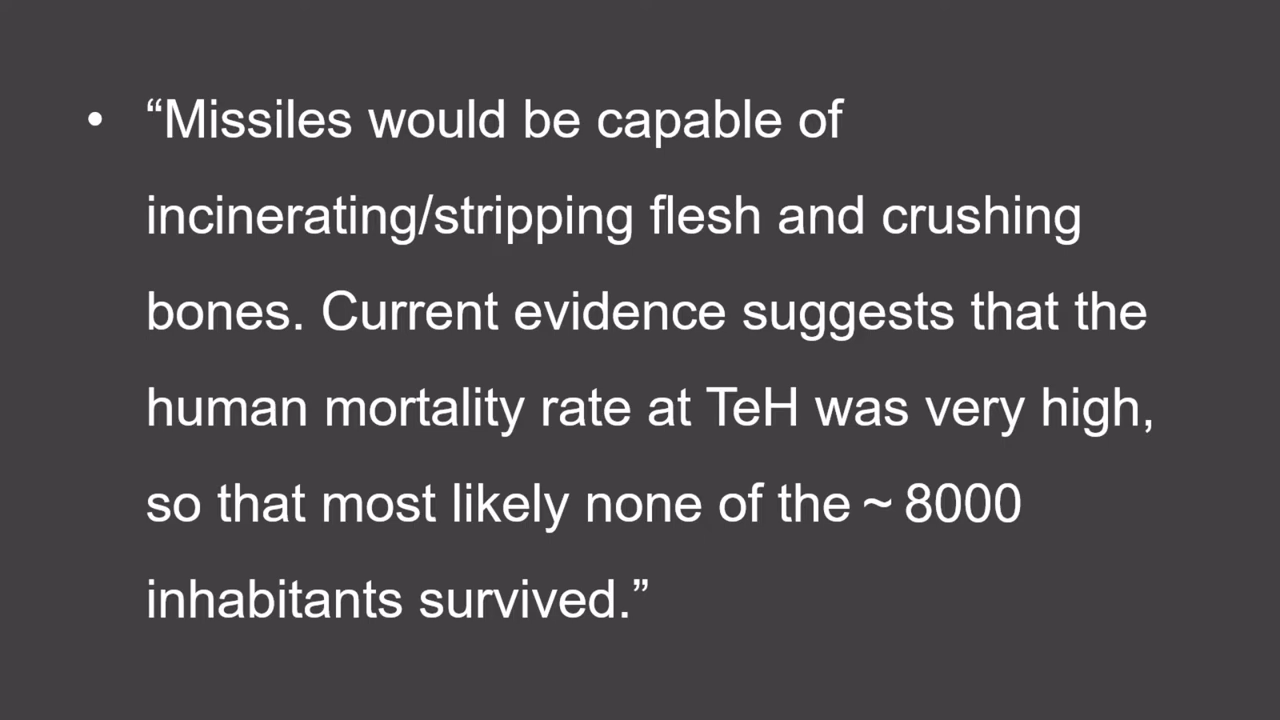 • “Missiles would be capable of
incinerating/stripping flesh and crushing
bones. Current evidence suggests that the
human mortality rate at TeH was very high,
so that most likely none of the ~ 8000
inhabitants survived.”